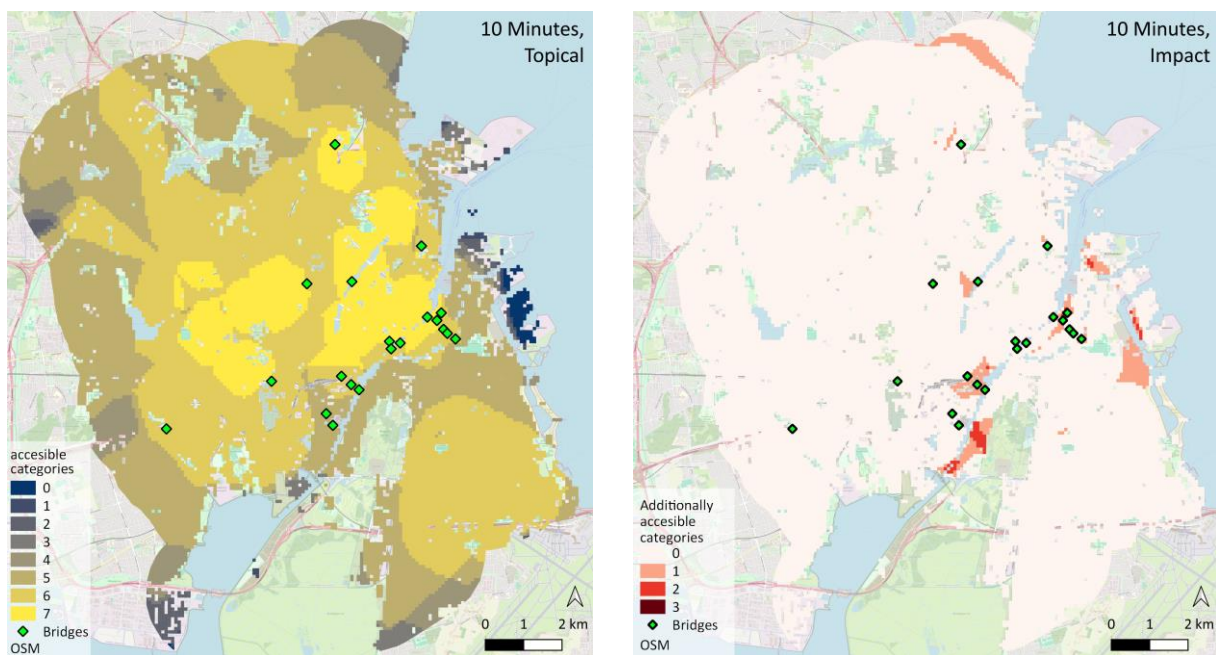 10 Minutes,
Topical
accesible
categories
0
1
2
3
4
5
6
7
Bridges
OSM
0 1 2 km
10 Minutes,
Impact
Additionally
accesible
categories
0
1
2
3
Bridges
OSM
0 1 2 km